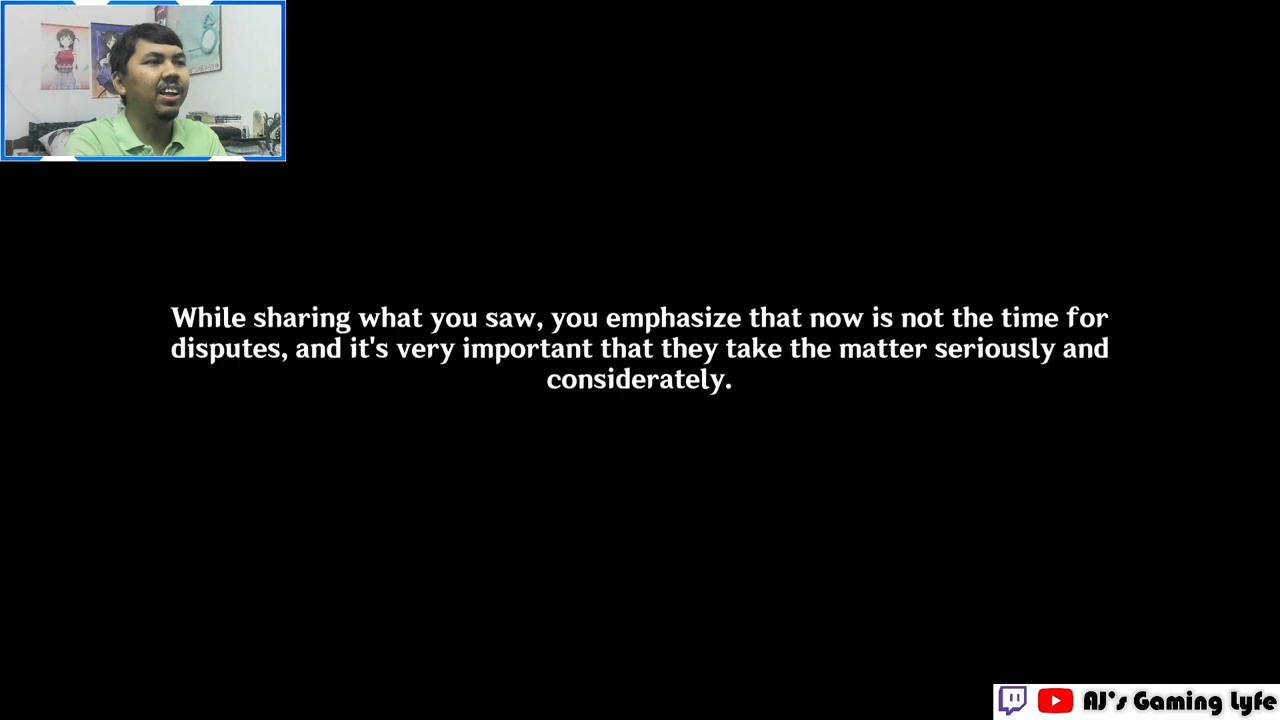 While sharing what you saw, you emphasize that now is not the time for
disputes, and it's very important that they take the matter seriously and
considerately.
AJ's Gaming Lyfe